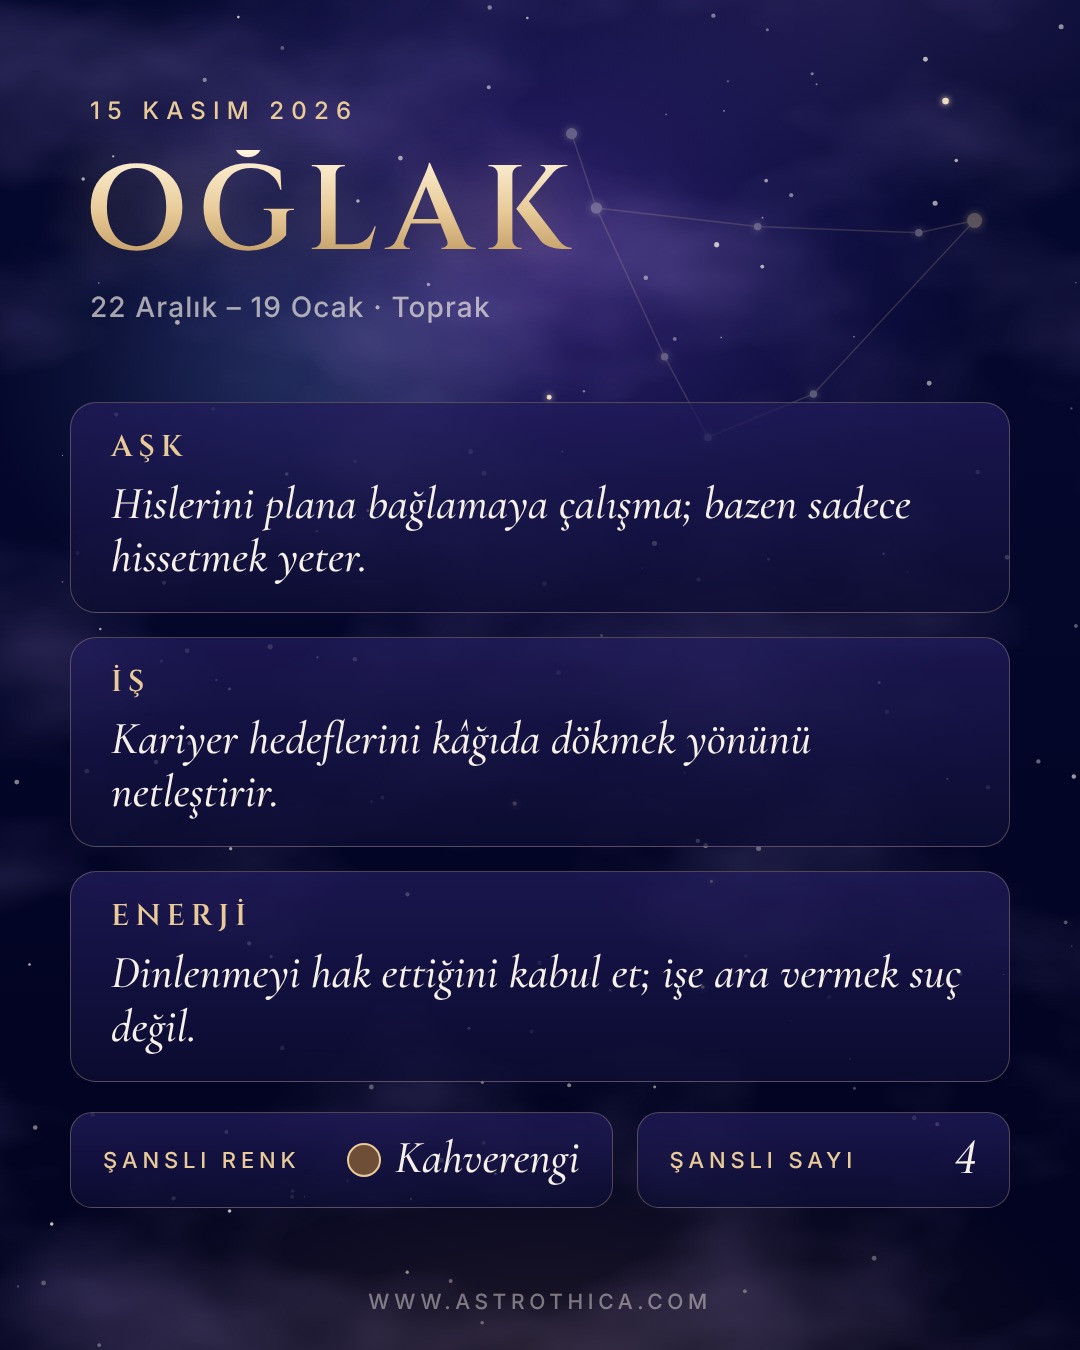 15 KASIM 2026
OĞLAK
22 Aralık – 19 Ocak · Toprak
AŞK
Hislerini plana bağlamaya çalışma; bazen sadece
hissetmek yeter.
İŞ
Kariyer hedeflerini kâğıda dökmek yönünü
netleştirir.
ENERJİ
Dinlenmeyi hak ettiğini kabul et; işe ara vermek suç
değil.
ŞANSLI RENK Kahverengi
ŞANSLI SAYI 4
WWW.ASTROTHICA.COM